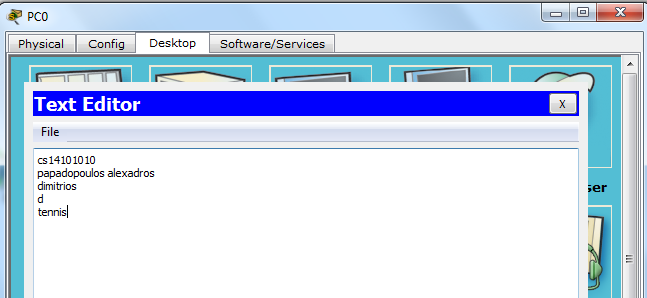 PC0
Physical Config Desktop Software/Services
Text Editor X
File
cs14101010
papadopoulos alexadros
dimitrios
d
tennis
ser